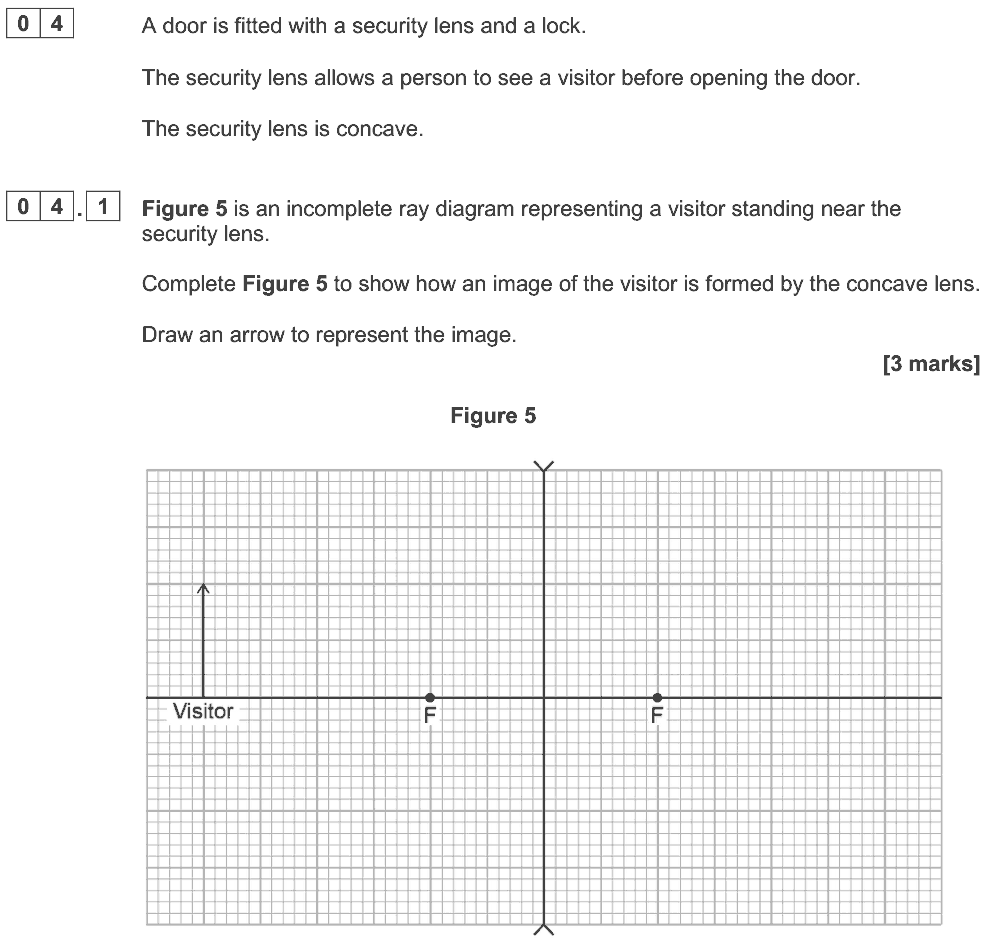 0 4 A door is fitted with a security lens and a lock.
The security lens allows a person to see a visitor before opening the door.
The security lens is concave.
0 4 . 1 Figure 5 is an incomplete ray diagram representing a visitor standing near the
security lens.
Complete Figure 5 to show how an image of the visitor is formed by the concave lens.
Draw an arrow to represent the image.
[3 marks]
Figure 5
Visitor F F